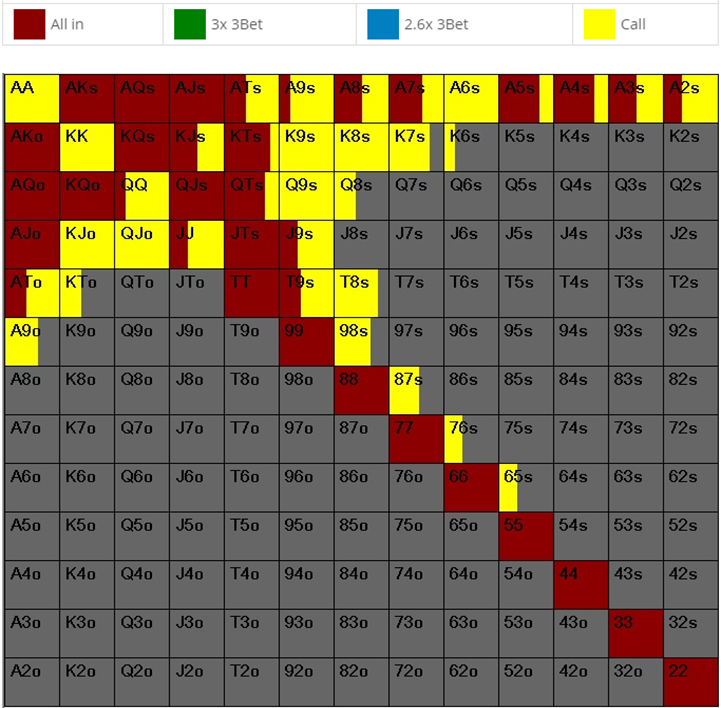 All in 3x 3Bet 2.6x 3Bet Call
AA AKs AQs AJs ATs A9s A8s A7s A6s A5s A4s A3s A2s
AKo KK KQs KJs KTs K9s K8s K7s K6s K5s K4s K3s K2s
AQo KQo QQ QJs QTs Q9s Q8s Q7s Q6s Q5s Q4s Q3s Q2s
AJo KJo QJo JJ JTs J9s J8s J7s J6s J5s J4s J3s J2s
ATo KTo QTo JTo TT T9s T8s T7s T6s T5s T4s T3s T2s
A9o K9o Q9o J9o T9o 99 98s 97s 96s 95s 94s 93s 92s
A8o K8o Q8o J8o T8o 98o 88 87s 86s 85s 84s 83s 82s
A7o K7o Q7o J7o T7o 97o 87o 77 76s 75s 74s 73s 72s
A6o K6o Q6o J6o T6o 96o 86o 76o 66 65s 64s 63s 62s
A5o K5o Q5o J5o T5o 95o 85o 75o 65o 55 54s 53s 52s
A4o K4o Q4o J4o T4o 94o 84o 74o 64o 54o 44 43s 42s
A3o K3o Q3o J3o T3o 93o 83o 73o 63o 53o 43o 33 32s
A2o K2o Q2o J2o T2o 92o 82o 72o 62o 52o 42o 32o 22